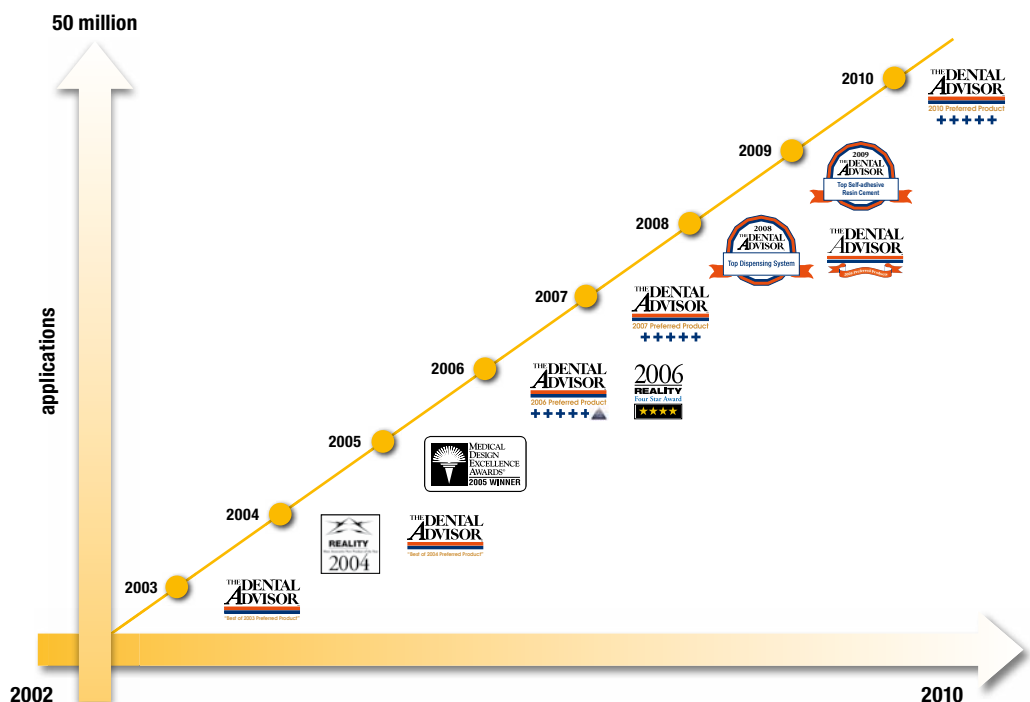 50 million
applications
2010
THE DENTAL
ADVISOR
2010 Preferred Product
+++++
2009
2009
THE DENTAL
ADVISOR
Top Self-adhesive
Resin Cement
2008
2008
THE DENTAL
ADVISOR
Top Dispensing System
THE DENTAL
ADVISOR
2008 Preferred Product
2007
THE DENTAL
ADVISOR
2007 Preferred Product
+++++
2006
THE DENTAL
ADVISOR
2006 Preferred Product
+++++
2006
REALITY
Four Star Award
★★★★
2005
MEDICAL
DESIGN
EXCELLENCE
AWARDS®
2005 WINNER
2004
REALITY
2004
THE DENTAL
ADVISOR
"Best of 2004 Preferred Product"
2003
THE DENTAL
ADVISOR
"Best of 2003 Preferred Product"
2002
2010